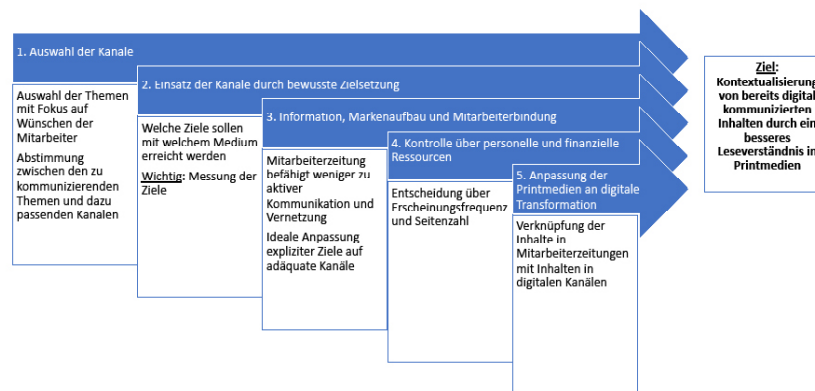 1. Auswahl der Kanale
Auswahl der Themen
mit Fokus auf
Wünschen der
Mitarbeiter
Abstimmung
zwischen den zu
kommunizierenden
Themen und dazu
passenden Kanälen
2. Einsatz der Kanale durch bewusste Zielsetzung
Welche Ziele sollen
mit welchem Medium
erreicht werden
Wichtig: Messung der
Ziele
3. Information, Markenaufbau und Mitarbeiterbindung
Mitarbeiterzeitung
befähigt weniger zu
aktiver
Kommunikation und
Vernetzung
Ideale Anpassung
expliziter Ziele auf
adäquate Kanäle
4. Kontrolle über personelle und finanzielle
Ressourcen
Entscheidung über
Erscheinungsfrequenz
und Seitenzahl
5. Anpassung der
Printmedien an digitale
Transformation
Verknüpfung der
Inhalte in
Mitarbeiterzeitungen
mit Inhalten in
digitalen Kanälen
Ziel:
Kontextualisierung
von bereits digital
kommunizierten
Inhalten durch ein
besseres
Leseverständnis in
Printmedien